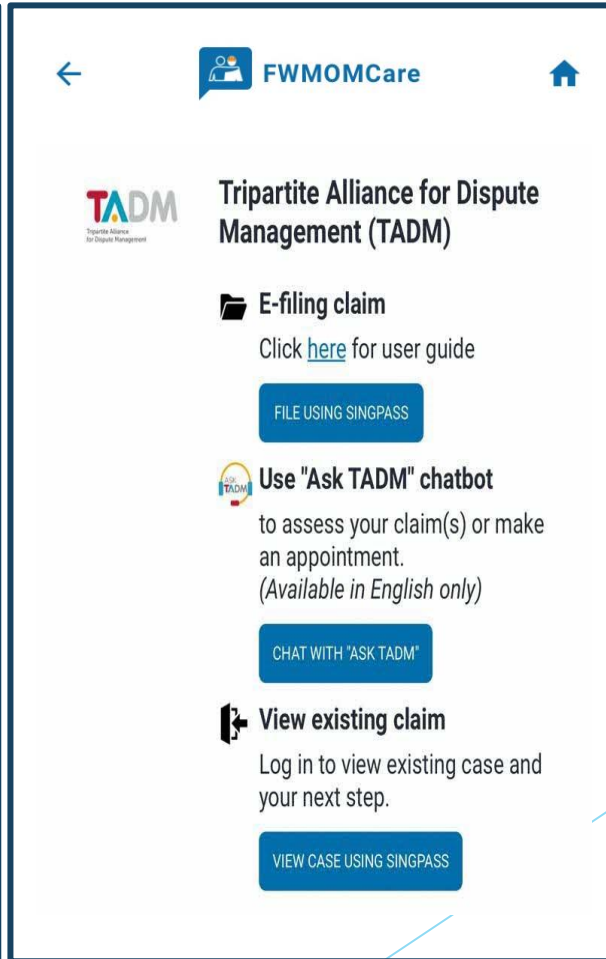 FWMOMCare
TADM
Tripartite Alliance
for Dispute Management
Tripartite Alliance for Dispute
Management (TADM)
E-filing claim
Click here for user guide
FILE USING SINGPASS
ASK
TADM
Use "Ask TADM" chatbot
to assess your claim(s) or make
an appointment.
(Available in English only)
CHAT WITH "ASK TADM"
View existing claim
Log in to view existing case and
your next step.
VIEW CASE USING SINGPASS